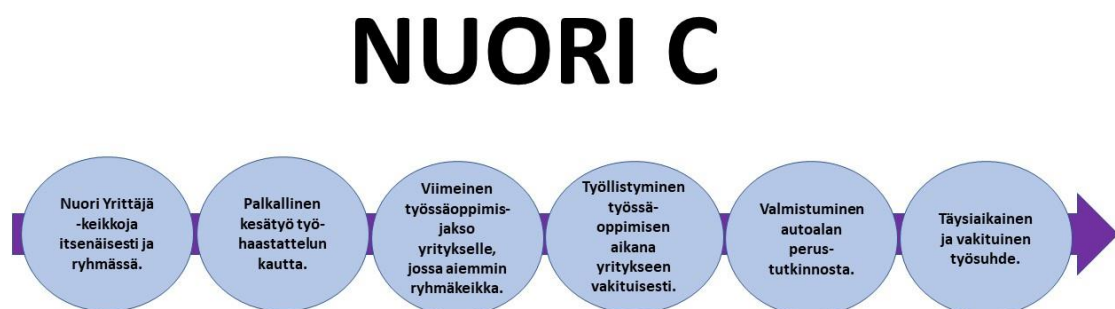 NUORI C
Nuori Yrittäjä
-keikkoja
itsenäisesti ja
ryhmässä.
Palkallinen
kesätyö työ-
haastattelun
kautta.
Viimeinen
työssäoppimis-
jakso
yritykselle,
jossa aiemmin
ryhmäkeikka.
Työllistyminen
työssä-
oppimisen
aikana
yritykseen
vakituisesti.
Valmistuminen
autoalan
perus-
tutkinnosta.
Täysiaikainen
ja vakituinen
työsuhde.